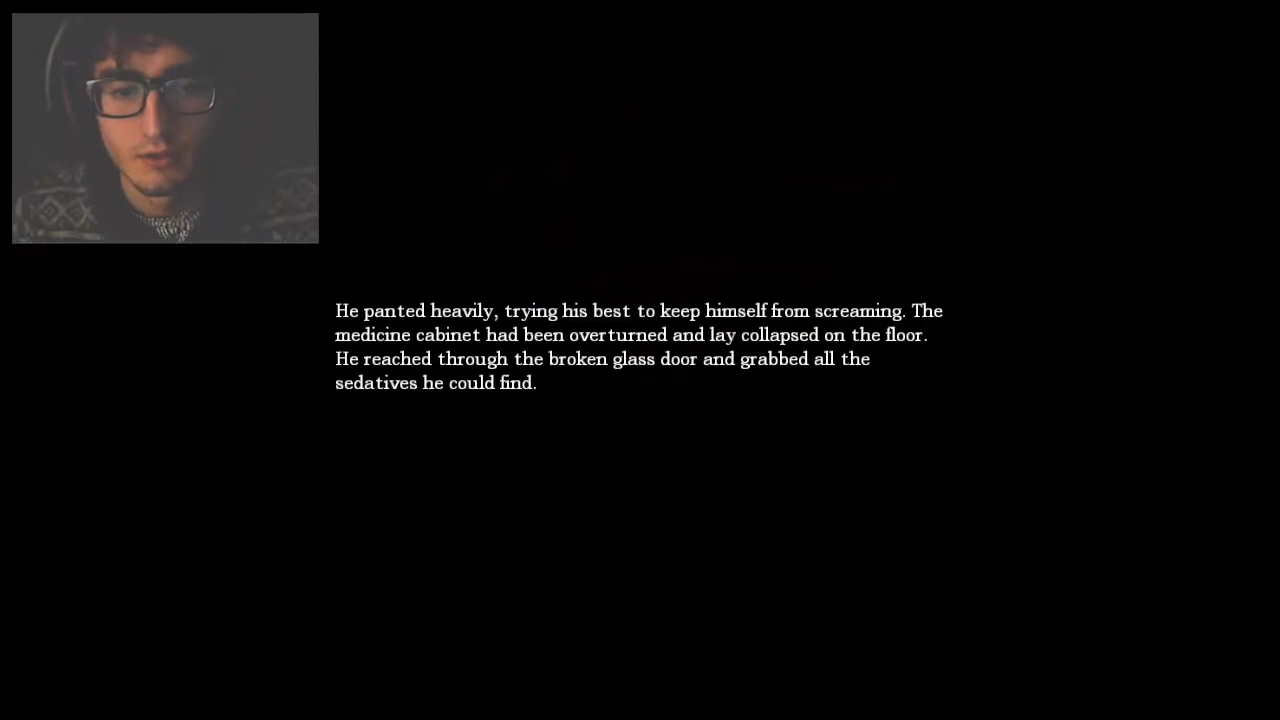 He panted heavily, trying his best to keep himself from screaming. The
medicine cabinet had been overturned and lay collapsed on the floor.
He reached through the broken glass door and grabbed all the
sedatives he could find.